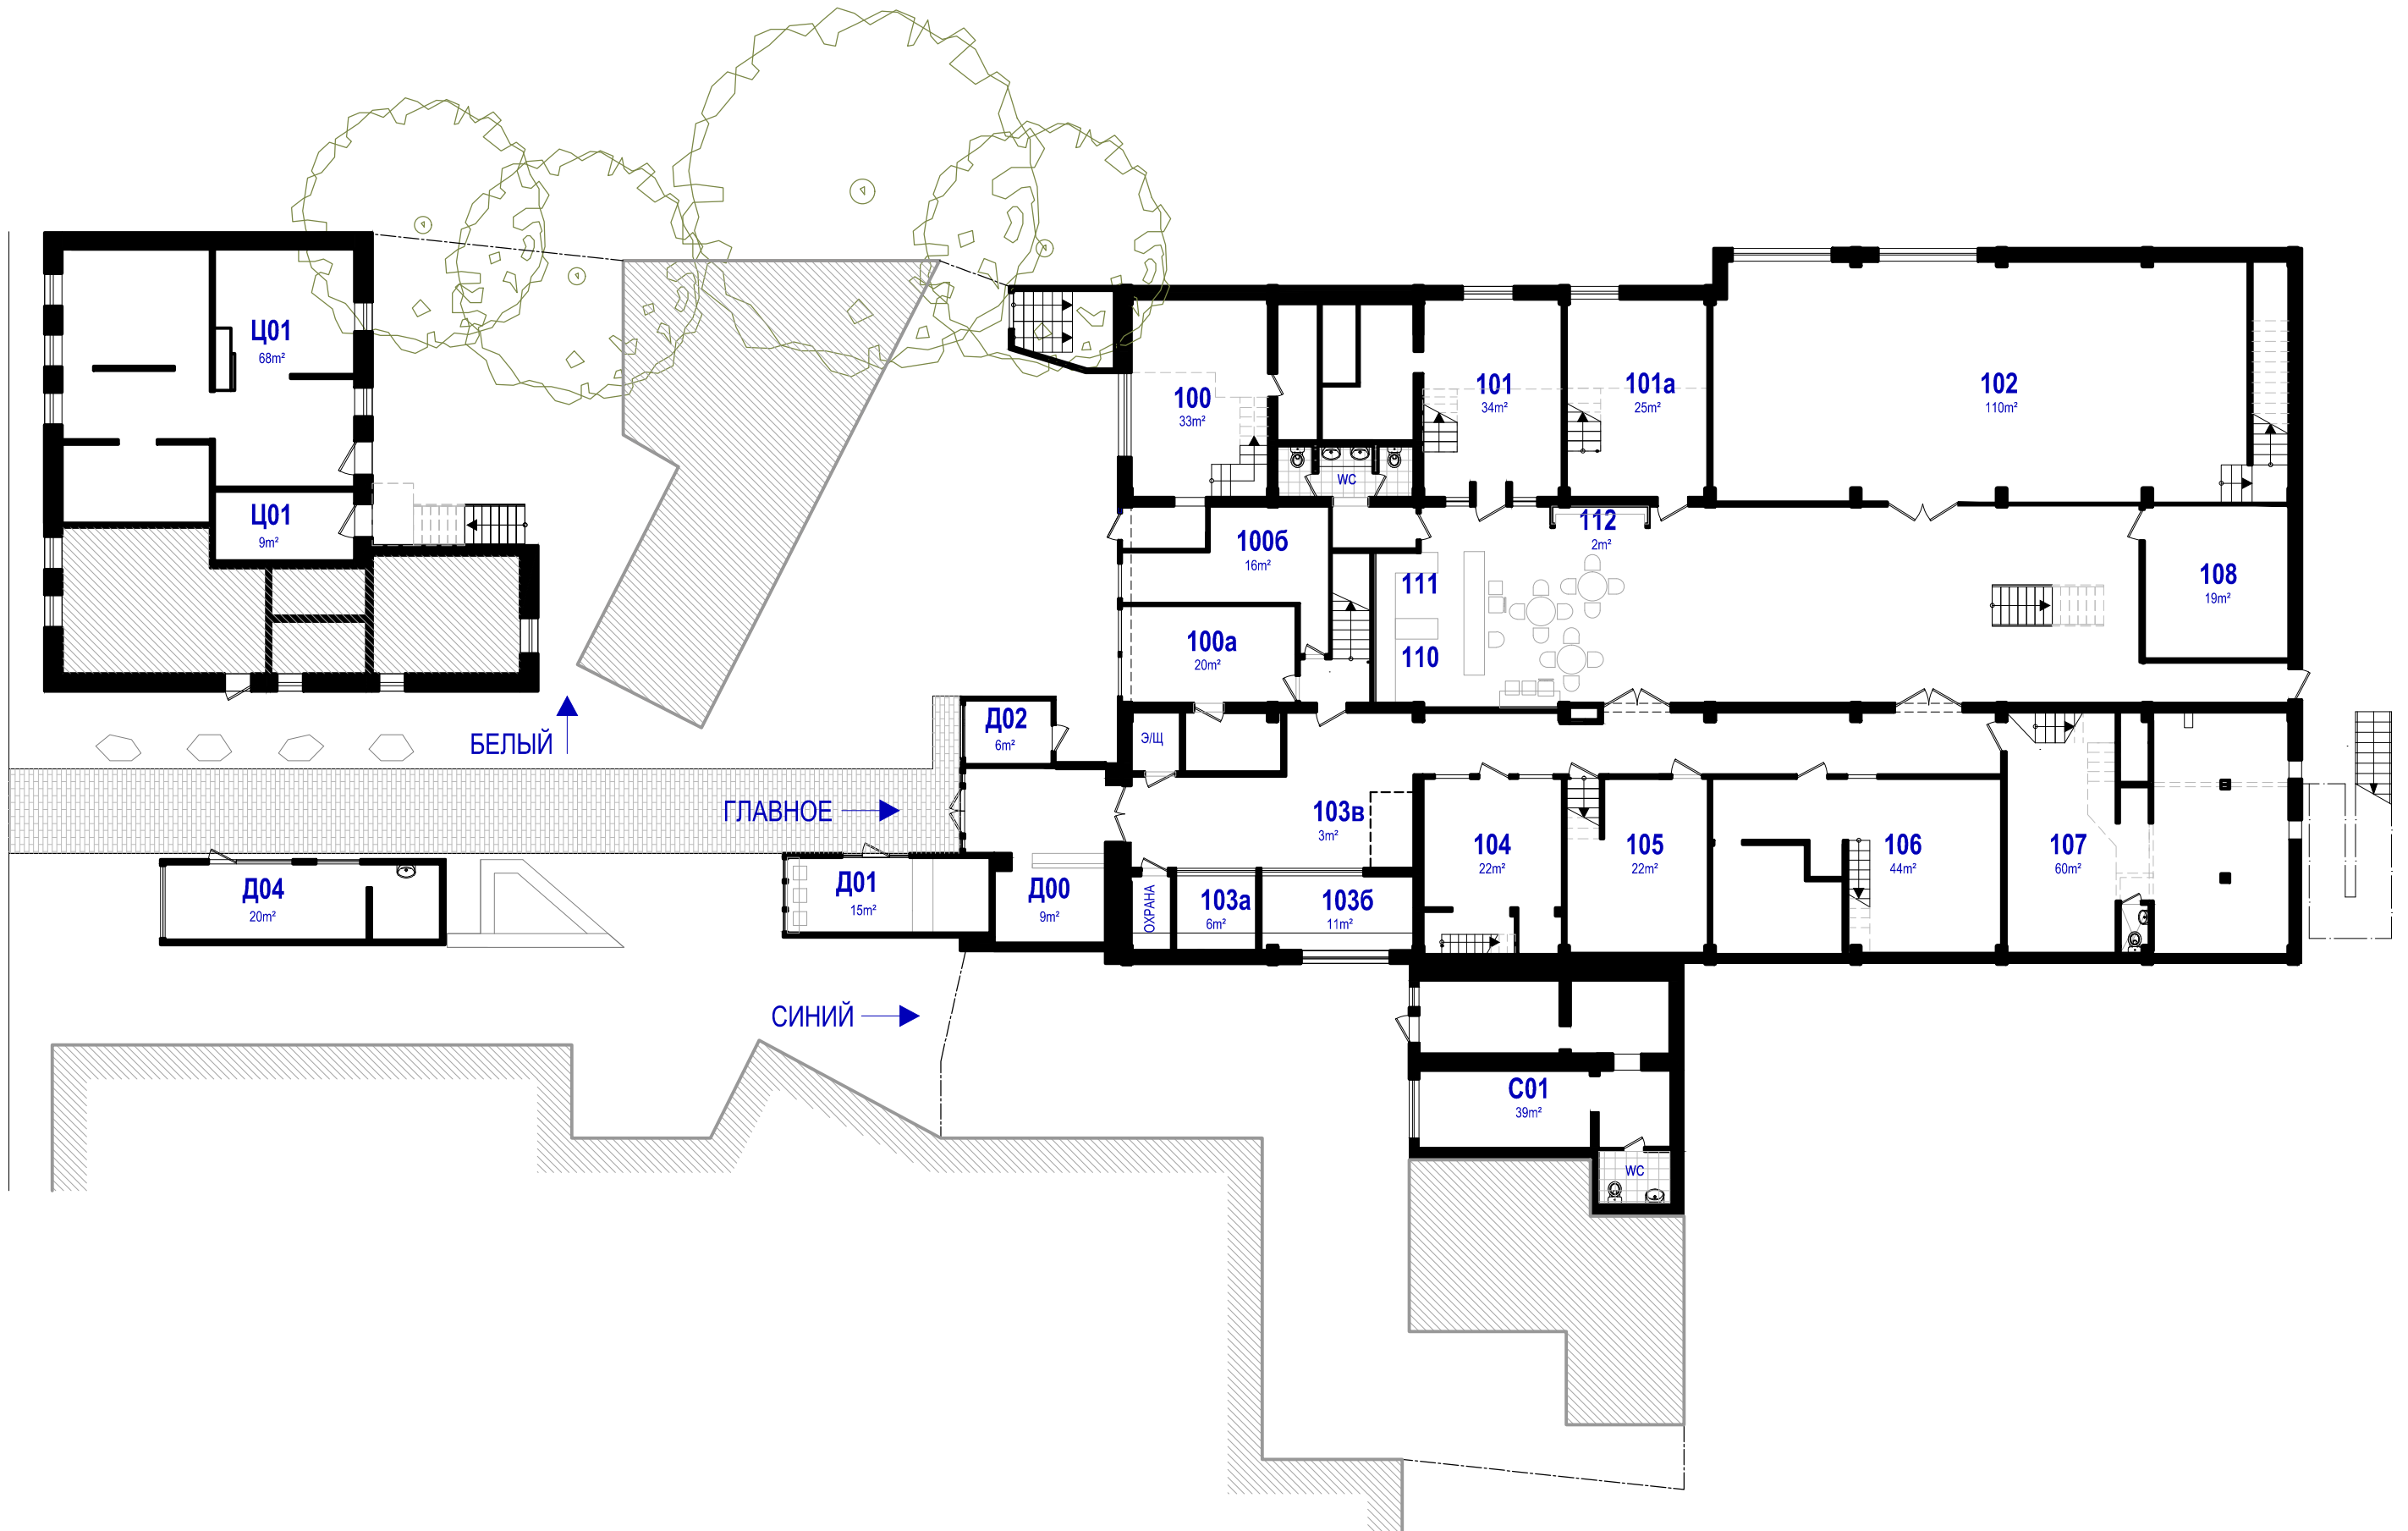 Ц01
68m²
Ц01
9m²
100
33m²
WC
101
34m²
101а
25m²
102
110m²
100б
16m²
112
2m²
111
110
108
19m²
100а
20m²
БЕЛЫЙ
Д02
6m²
Э/Щ
ГЛАВНОЕ
103в
3m²
104
22m²
105
22m²
106
44m²
107
60m²
Д04
20m²
Д01
15m²
Д00
9m²
ОХРАНА
103а
6m²
103б
11m²
СИНИЙ
С01
39m²
WC